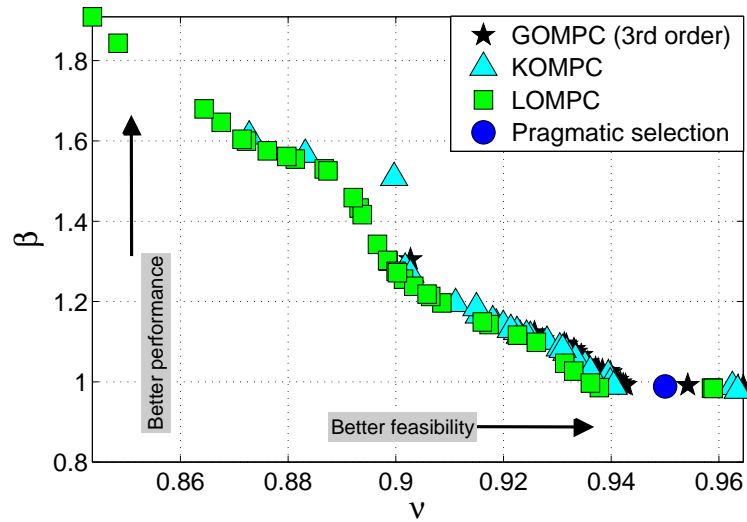 GOMPC (3rd order)
KOMPC
LOMPC
Pragmatic selection
1.8
1.6
1.4
1.2
1
0.8
β
Better performance
Better feasibility
0.86
0.88
0.9
0.92
0.94
0.96
ν